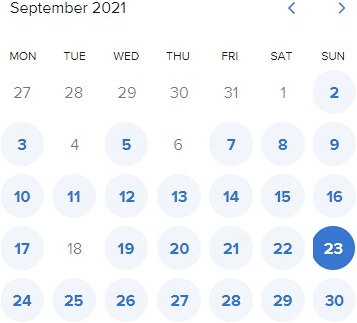 September 2021
MON TUE WED THU FRI SAT SUN
27 28 29 30 31 1 2
3 4 5 6 7 8 9
10 11 12 13 14 15 16
17 18 19 20 21 22 23
24 25 26 27 28 29 30